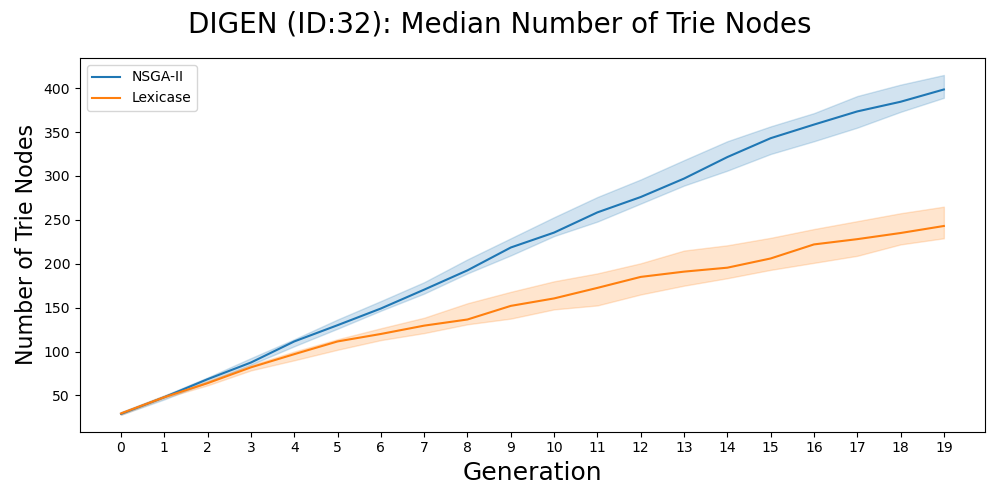 DIGEN (ID:32): Median Number of Trie Nodes
NSGA-II
Lexicase
Number of Trie Nodes
400
350
300
250
200
150
100
50
0 1 2 3 4 5 6 7 8 9 10 11 12 13 14 15 16 17 18 19
Generation